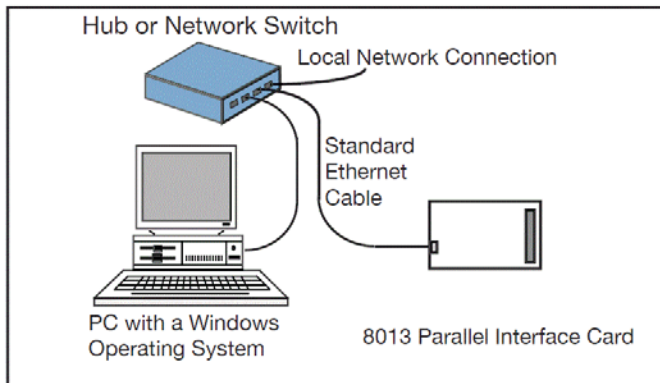 Hub or Network Switch
Local Network Connection
Standard
Ethernet
Cable
PC with a Windows
Operating System
8013 Parallel Interface Card